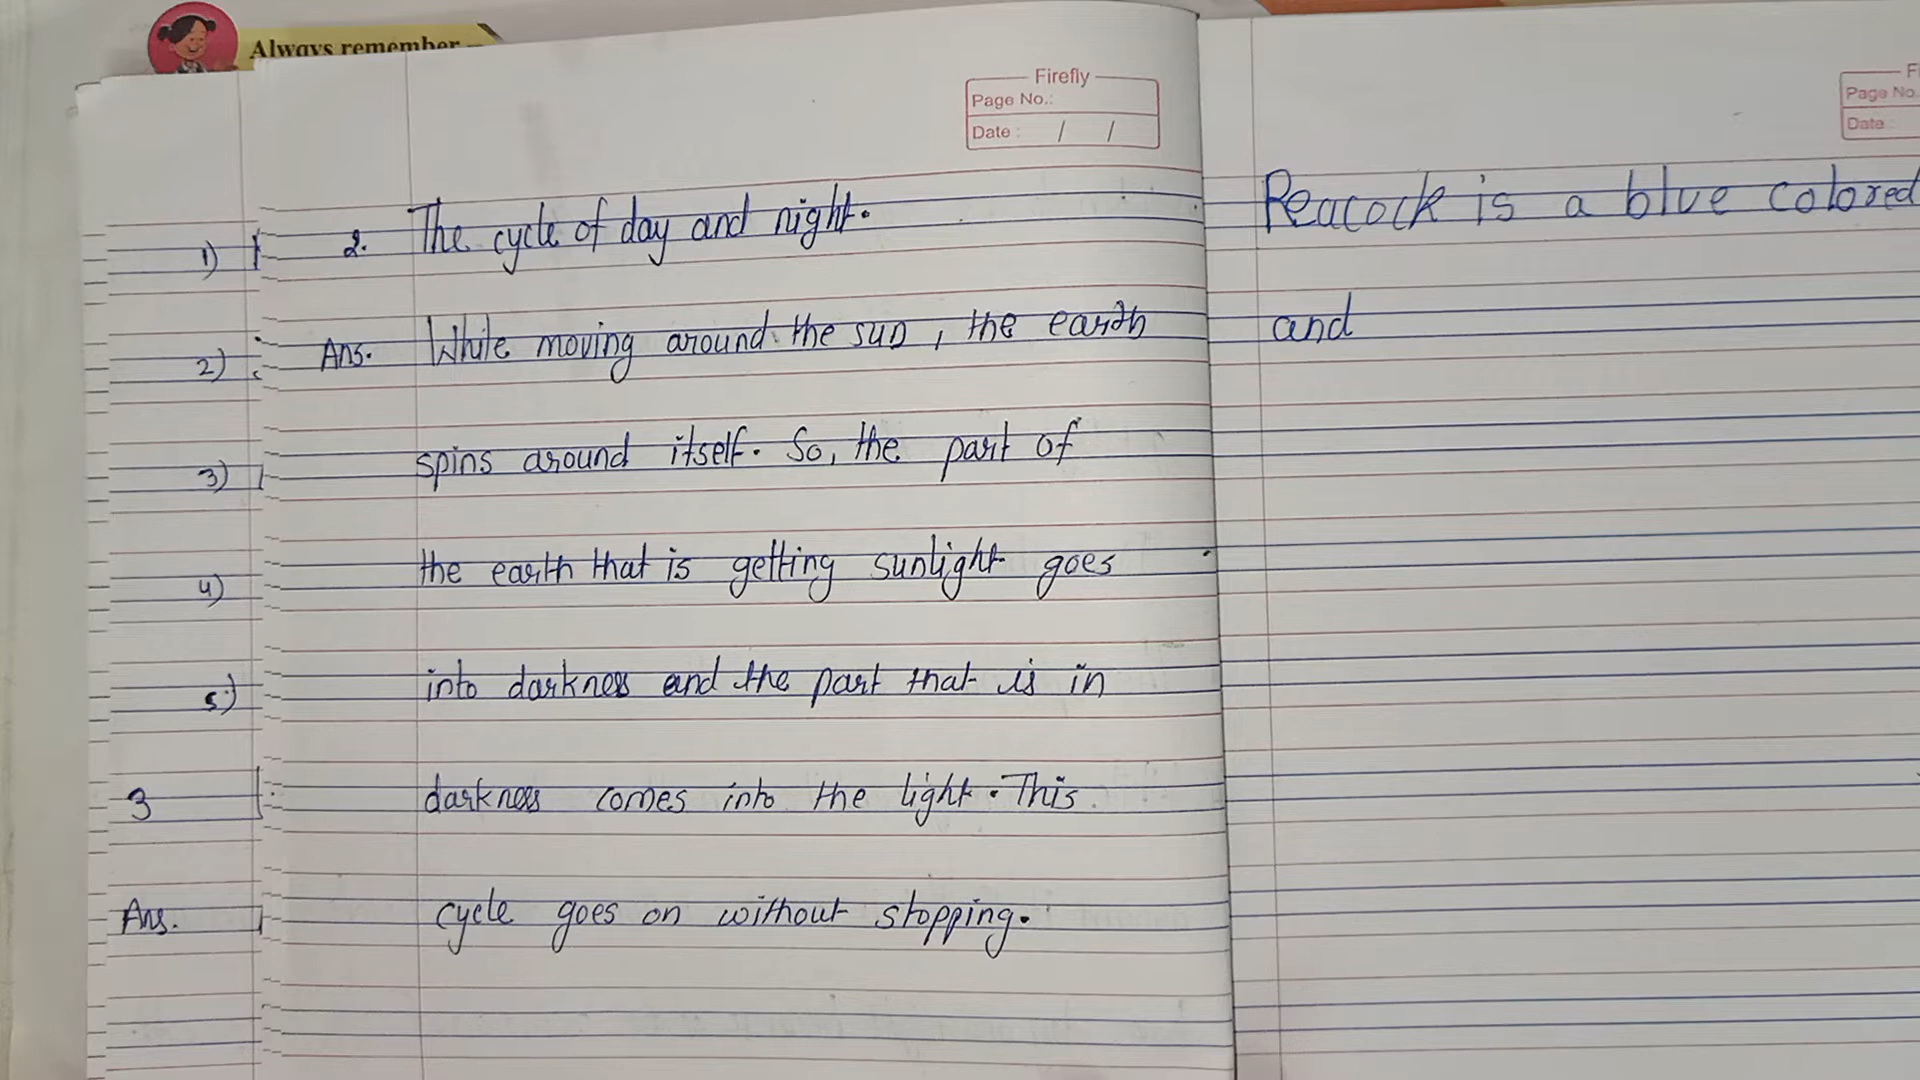 Always remember
Firefly
Page No.:
Date : / /
2. The cycle of day and night.
Ans. While moving around the sun, the earth
spins around itself. So, the part of
the earth that is getting sunlight goes
into darkness and the part that is in
darkness comes into the light. This
cycle goes on without stopping.
1)
2)
3)
4)
5)
3
Ans.
Page No.
Date :
Peacock is a blue colored
and